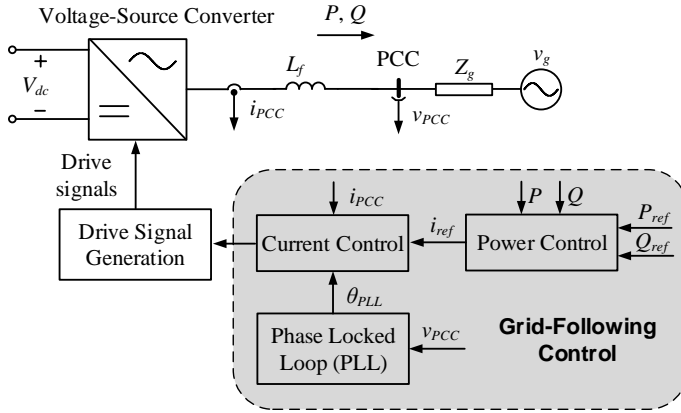 Voltage-Source Converter
P, Q
+
V_dc
−
L_f
PCC
Z_g
v_g
i_PCC
v_PCC
Drive
signals
i_PCC
P
Q
P_ref
Q_ref
Drive Signal
Generation
Current Control
i_ref
Power Control
θ_PLL
Phase Locked
Loop (PLL)
v_PCC
Grid-Following
Control